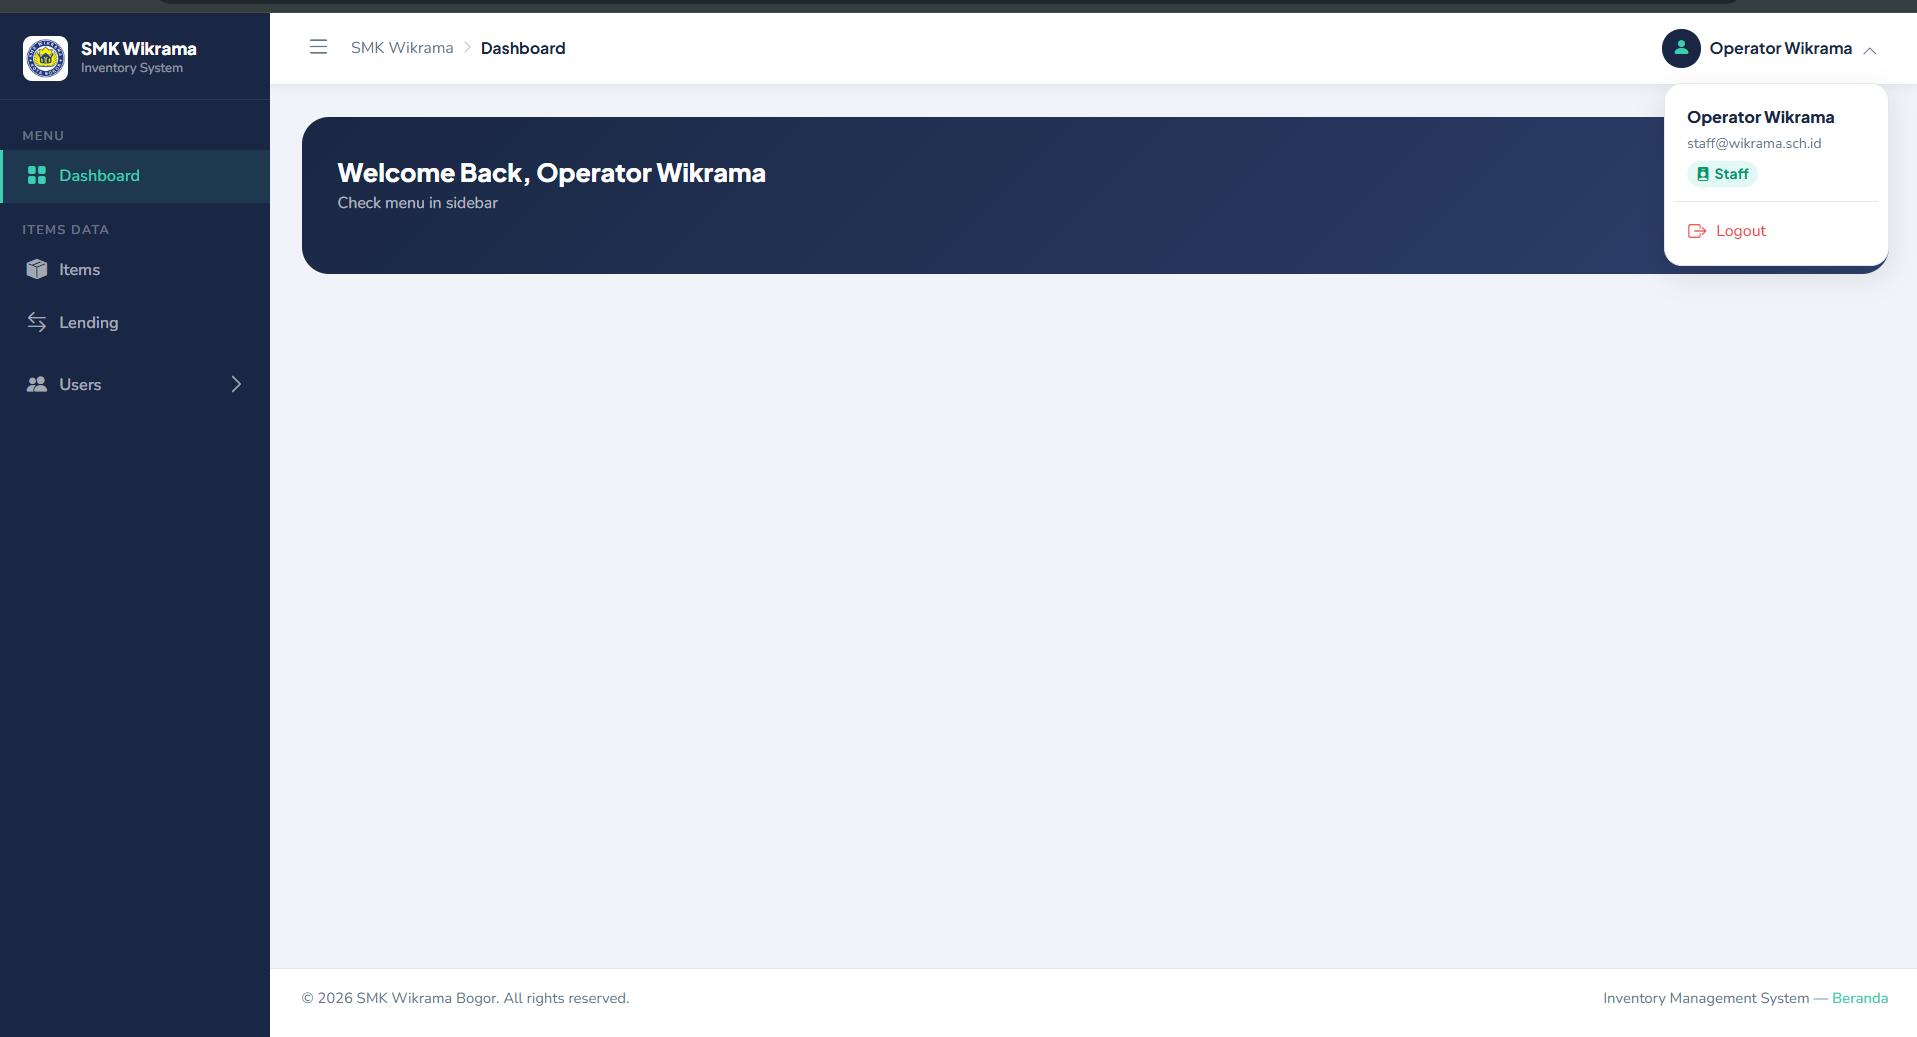 SMK Wikrama
Inventory System
MENU
Dashboard
ITEMS DATA
Items
Lending
Users
SMK Wikrama > Dashboard
Operator Wikrama
Operator Wikrama
staff@wikrama.sch.id
Staff
Logout
Welcome Back, Operator Wikrama
Check menu in sidebar
© 2026 SMK Wikrama Bogor. All rights reserved.
Inventory Management System — Beranda